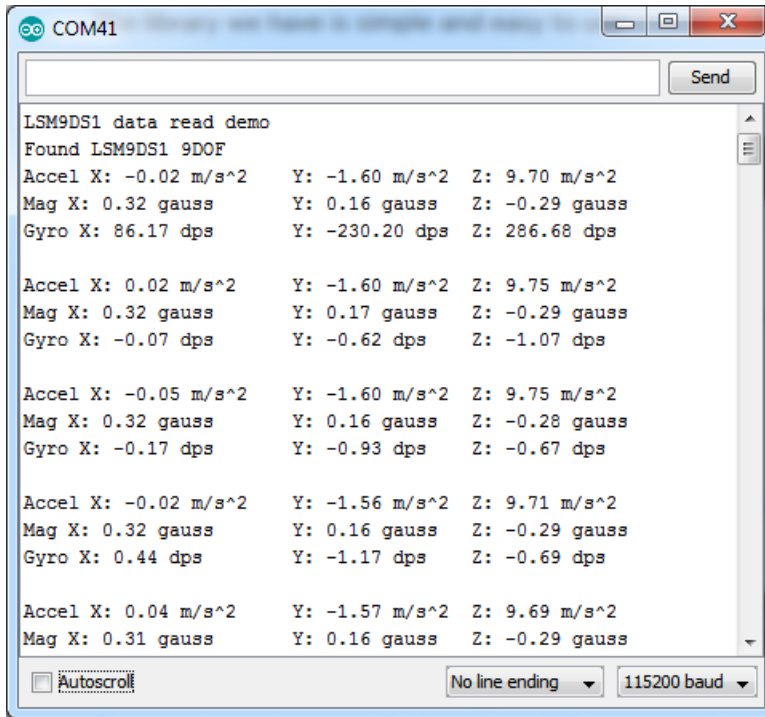 COM41
Send
LSM9DS1 data read demo
Found LSM9DS1 9DOF
Accel X: -0.02 m/s^2 Y: -1.60 m/s^2 Z: 9.70 m/s^2
Mag X: 0.32 gauss Y: 0.16 gauss Z: -0.29 gauss
Gyro X: 86.17 dps Y: -230.20 dps Z: 286.68 dps
Accel X: 0.02 m/s^2 Y: -1.60 m/s^2 Z: 9.75 m/s^2
Mag X: 0.32 gauss Y: 0.17 gauss Z: -0.29 gauss
Gyro X: -0.07 dps Y: -0.62 dps Z: -1.07 dps
Accel X: -0.05 m/s^2 Y: -1.60 m/s^2 Z: 9.75 m/s^2
Mag X: 0.32 gauss Y: 0.16 gauss Z: -0.28 gauss
Gyro X: -0.17 dps Y: -0.93 dps Z: -0.67 dps
Accel X: -0.02 m/s^2 Y: -1.56 m/s^2 Z: 9.71 m/s^2
Mag X: 0.32 gauss Y: 0.16 gauss Z: -0.29 gauss
Gyro X: 0.44 dps Y: -1.17 dps Z: -0.69 dps
Accel X: 0.04 m/s^2 Y: -1.57 m/s^2 Z: 9.69 m/s^2
Mag X: 0.31 gauss Y: 0.16 gauss Z: -0.29 gauss
Autoscroll No line ending 115200 baud